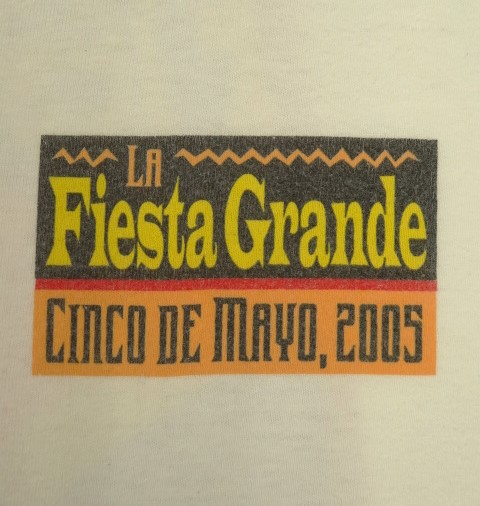 LA
Fiesta Grande
CINCO DE MAYO, 2005